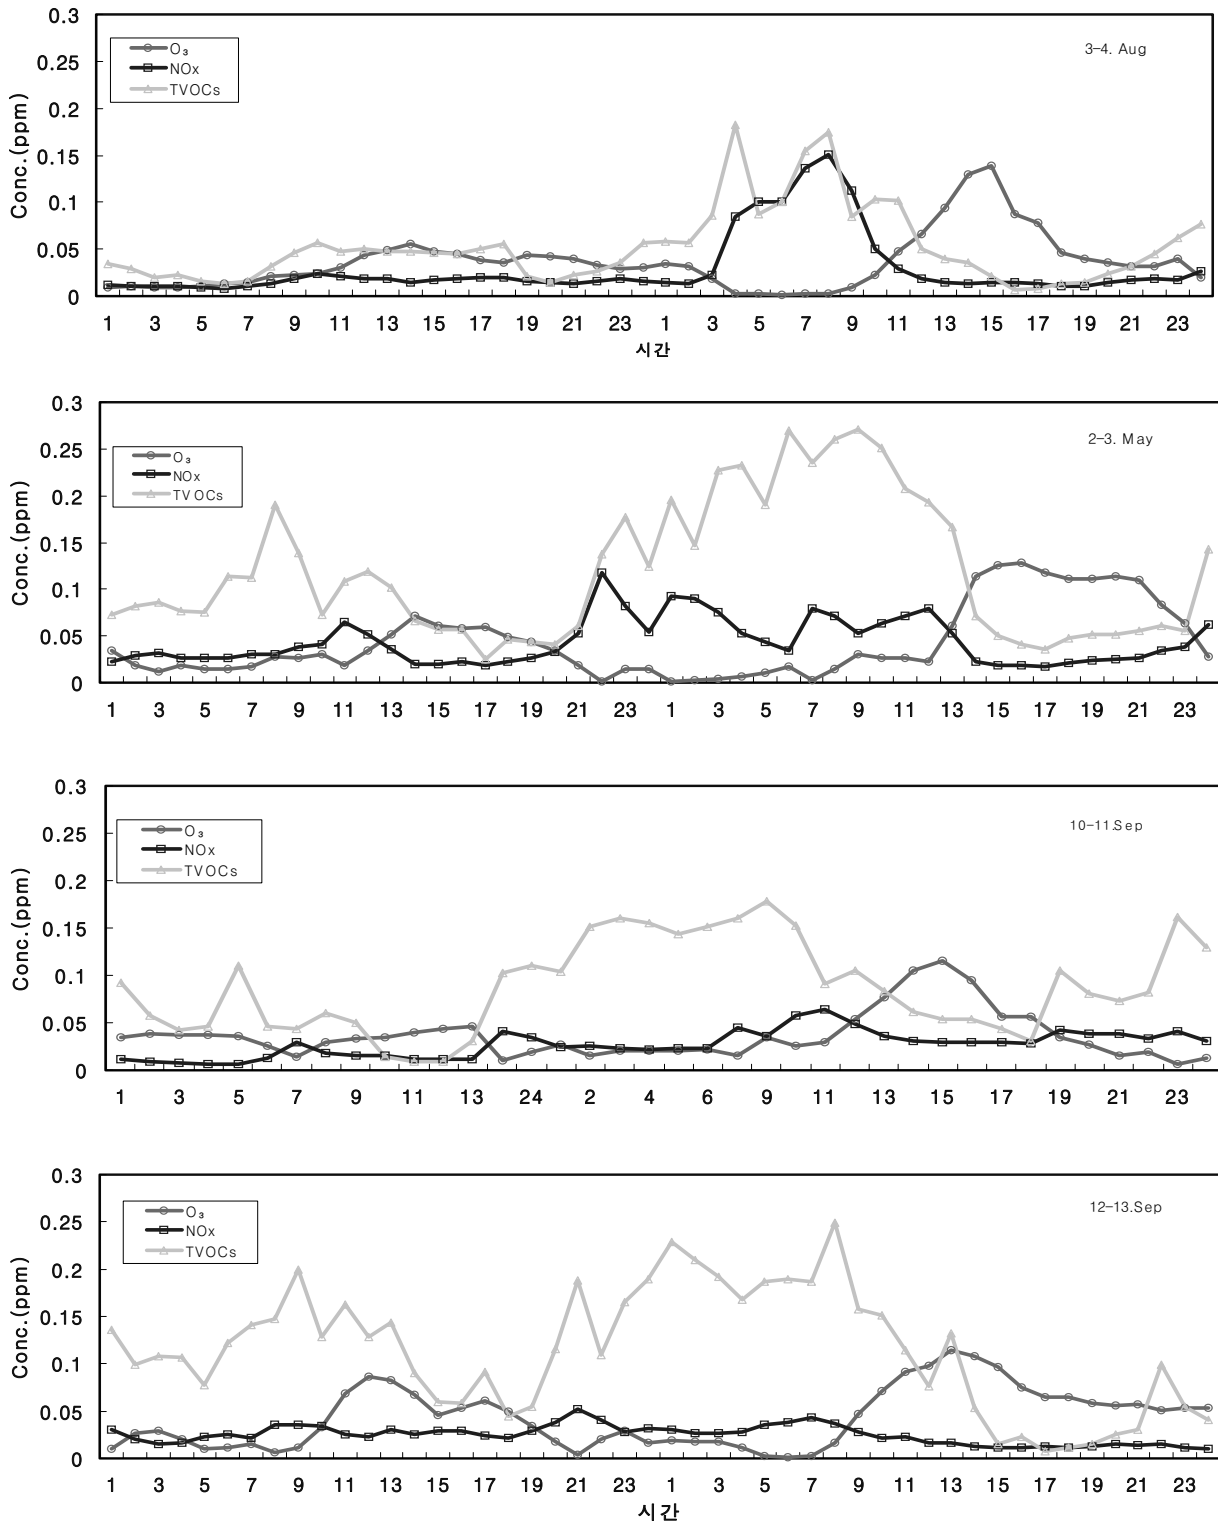 0.3
0.25
0.2
0.15
0.1
0.05
0
Conc.(ppm)
O₃
NOx
TVOCs
3-4. Aug
1 3 5 7 9 11 13 15 17 19 21 23 1 3 5 7 9 11 13 15 17 19 21 23
시간
0.3
0.25
0.2
0.15
0.1
0.05
0
Conc.(ppm)
O₃
NOx
TVOCs
2-3. May
1 3 5 7 9 11 13 15 17 19 21 23 1 3 5 7 9 11 13 15 17 19 21 23
0.3
0.25
0.2
0.15
0.1
0.05
0
Conc.(ppm)
O₃
NOx
TVOCs
10-11.Sep
1 3 5 7 9 11 13 24 2 4 6 9 11 13 15 17 19 21 23
0.3
0.25
0.2
0.15
0.1
0.05
0
Conc.(ppm)
O₃
NOx
TVOCs
12-13.Sep
1 3 5 7 9 11 13 15 17 19 21 23 1 3 5 7 9 11 13 15 17 19 21 23
시간